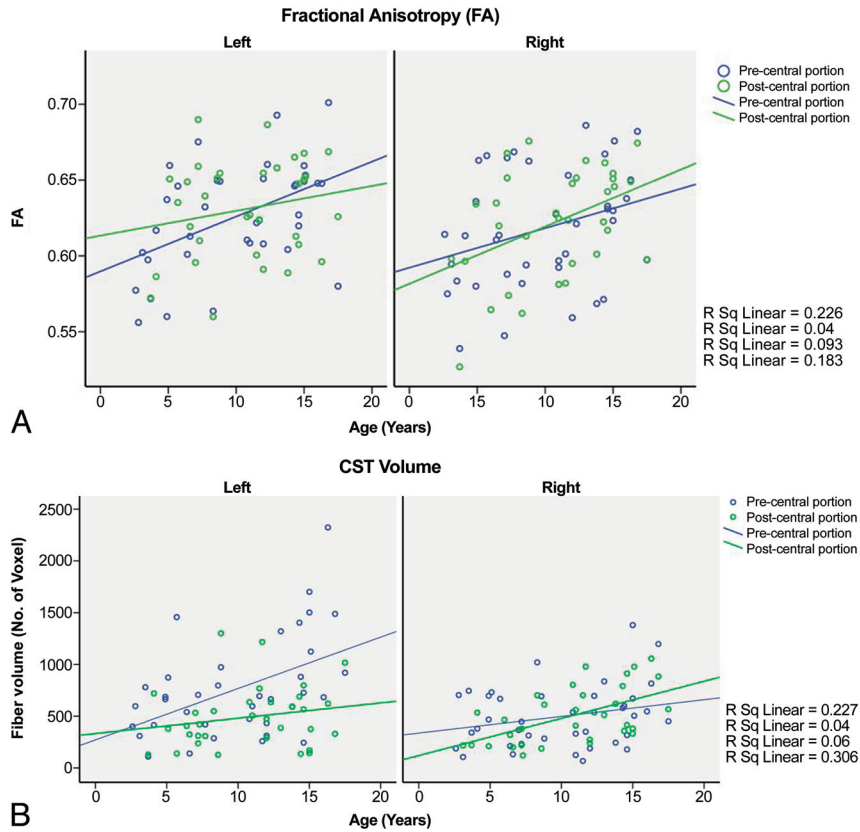 Fractional Anisotropy (FA)
Left
Right
0.70
0.65
0.60
0.55
FA
0 5 10 15 20
0 15 10 15 20
Age (Years)
Pre-central portion
Post-central portion
Pre-central portion
Post-central portion
R Sq Linear = 0.226
R Sq Linear = 0.04
R Sq Linear = 0.093
R Sq Linear = 0.183
A
CST Volume
Left
Right
2500
2000
1500
1000
500
0
Fiber volume (No. of Voxel)
0 5 10 15 20
0 5 10 15 20
Age (Years)
Pre-central portion
Post-central portion
Pre-central portion
Post-central portion
R Sq Linear = 0.227
R Sq Linear = 0.04
R Sq Linear = 0.06
R Sq Linear = 0.306
B